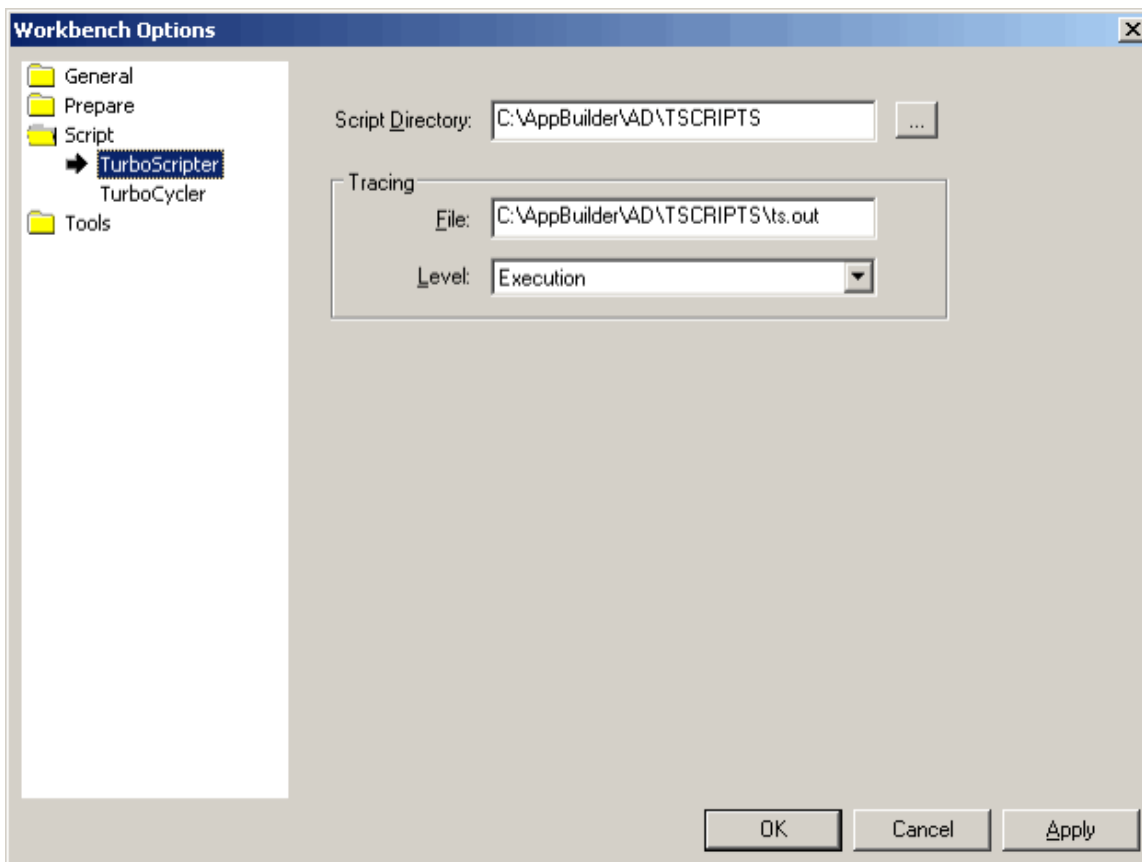 Workbench Options
General
Prepare
Script
TurboScripter
TurboCycler
Tools
Script Directory: C:\AppBuilder\AD\TSCRIPTS ...
Tracing
File: C:\AppBuilder\AD\TSCRIPTS\ts.out
Level: Execution
OK Cancel Apply